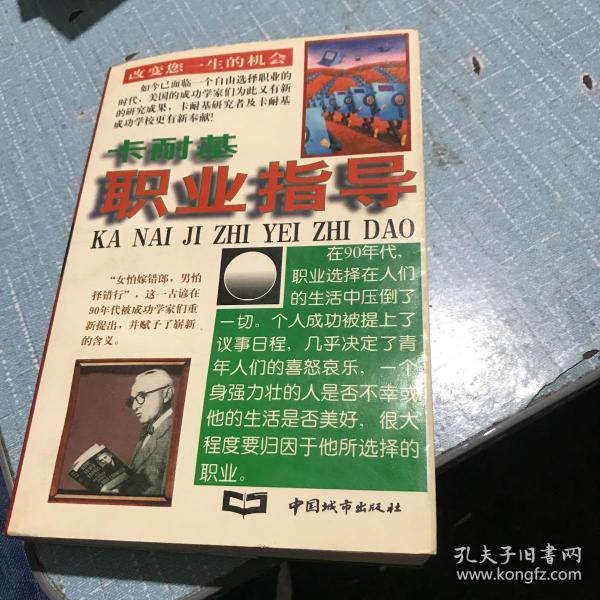 改变您一生的机会
如今已面临一个自由选择职业的
时代，美国的成功学家们为此又有新
的研究成果，卡耐基研究者及卡耐基
成功学校更有新奉献！
卡耐基
职业指导
KA NAI JI ZHI YEI ZHI DAO
“女怕嫁错郎，男怕
择错行”，这一古谚在
90年代被成功学家们重
新提出，并赋予了崭新
的含义。
在90年代，
职业选择在人们
的生活中压倒了
一切。个人成功被提上了
议事日程，几乎决定了青
年人们的喜怒哀乐，一个
身强力壮的人是否不幸或
他的生活是否美好，很大
程度要归因于他所选择的
职业。
中国城市出版社
孔夫子旧书网
www.kongfz.com